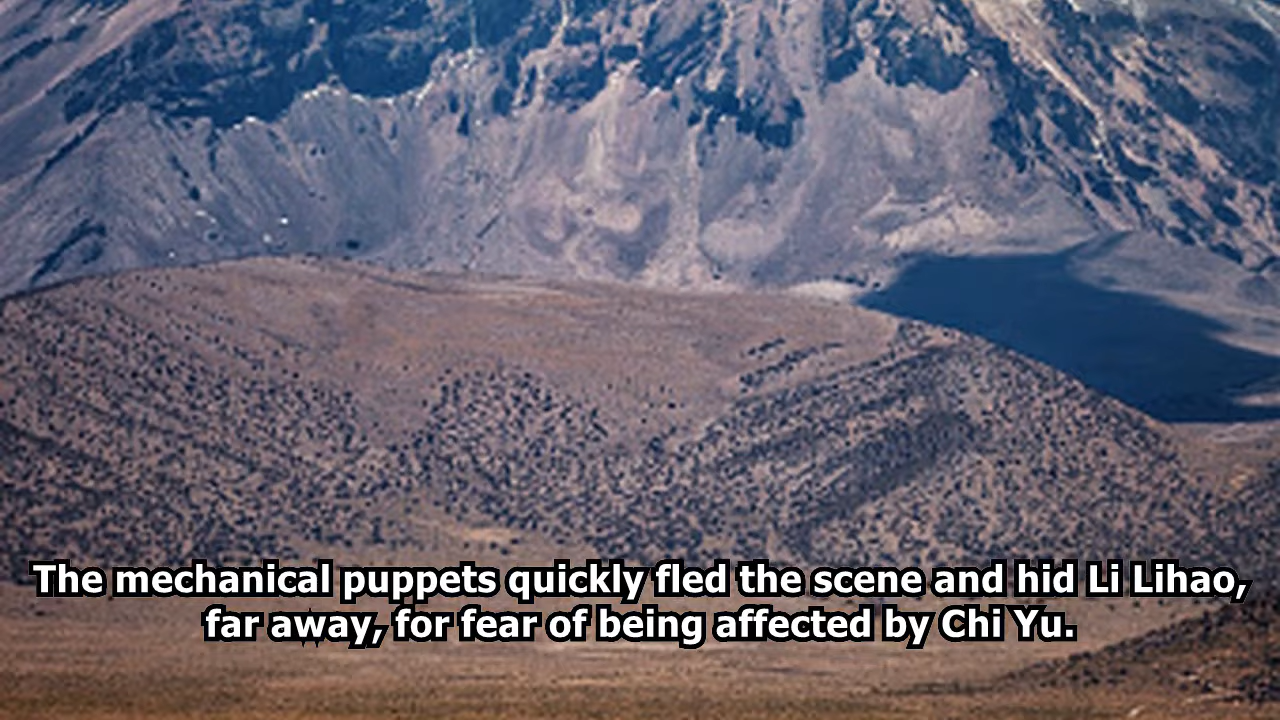 The mechanical puppets quickly fled the scene and hid Li Lihao,
far away, for fear of being affected by Chi Yu.